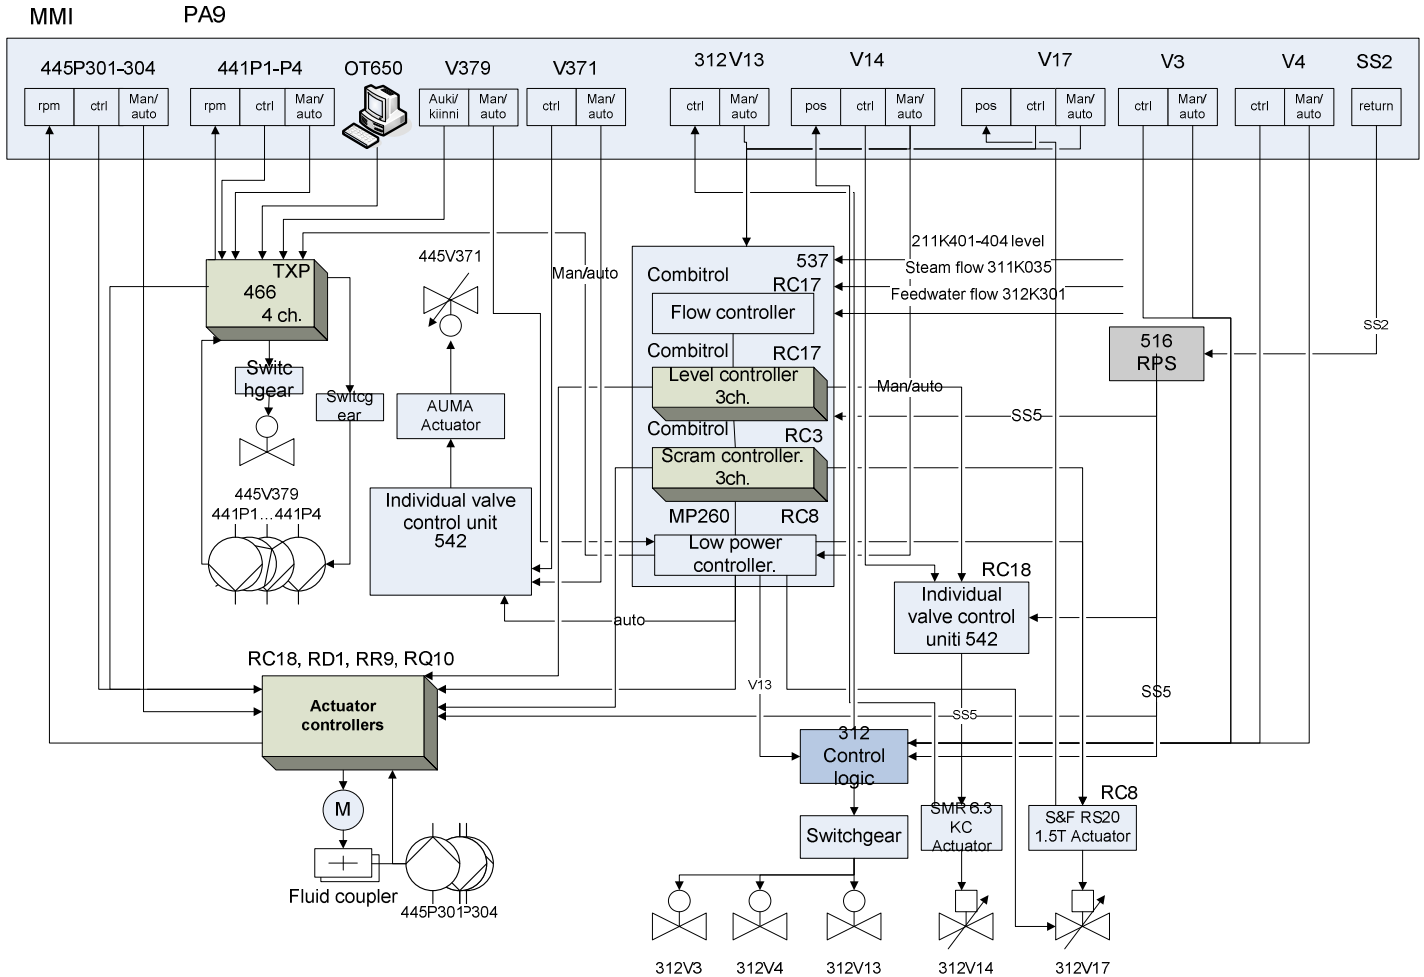 MMI
PA9
445P301-304
441P1-P4
OT650
V379
V371
312V13
V14
V17
V3
V4
SS2
rpm
ctrl
Man/
auto
rpm
ctrl
Man/
auto
Auki/
kiinni
Man/
auto
ctrl
Man/
auto
ctrl
Man/
auto
pos
ctrl
Man/
auto
pos
ctrl
Man/
auto
ctrl
Man/
auto
ctrl
Man/
auto
return
211K401-404 level
Steam flow 311K035
Feedwater flow 312K301
TXP
466
4 ch.
445V371
Man/auto
537
Combitrol
RC17
Flow controller
Combitrol
RC17
Level controller
3ch.
Combitrol
RC3
Scram controller.
3ch.
MP260
RC8
Low power
controller.
SS2
516
RPS
Man/auto
SS5
Switc
hgear
Switcg
ear
AUMA
Actuator
445V379
441P1...441P4
Individual valve
control unit
542
auto
RC18
Individual
valve control
uniti 542
RC18, RD1, RR9, RQ10
Actuator
controllers
V13
SS5
SS5
312
Control
logic
M
Fluid coupler
445P301P304
Switchgear
SMR 6.3
KC
Actuator
RC8
S&F RS20
1.5T Actuator
312V3
312V4
312V13
312V14
312V17